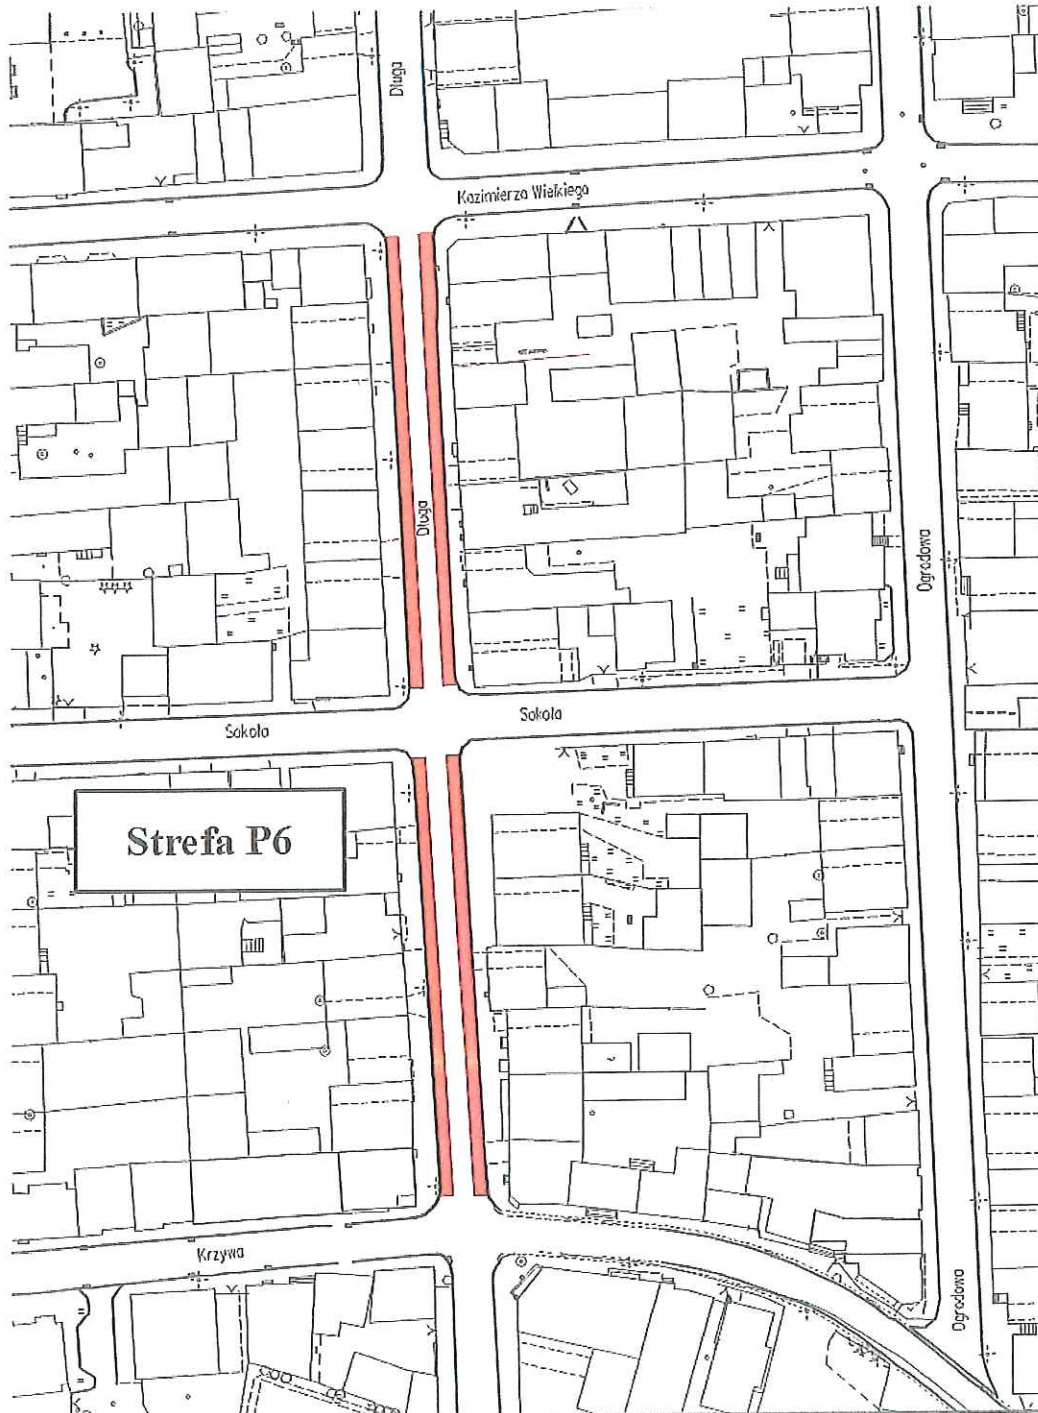 Długa
Kazimierza Wielkiego
Długa
Ogrodowa
Sokoła
Sokoła
Strefa P6
Krzywa
Ogrodowa